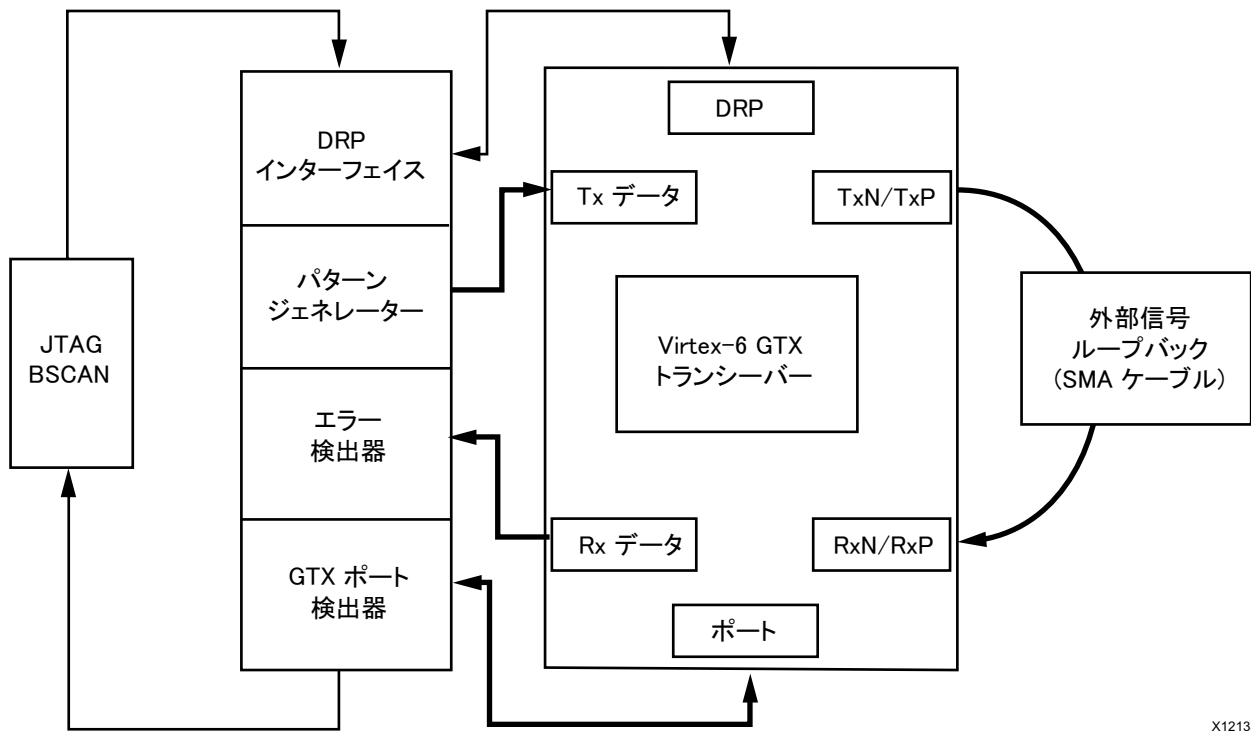 JTAG
BSCAN
DRP
インターフェイス
パターン
ジェネレーター
エラー
検出器
GTX ポート
検出器
DRP
Tx データ
TxN/TxP
Virtex-6 GTX
トランシーバー
Rx データ
RxN/RxP
ポート
外部信号
ループバック
(SMA ケーブル)
X1213